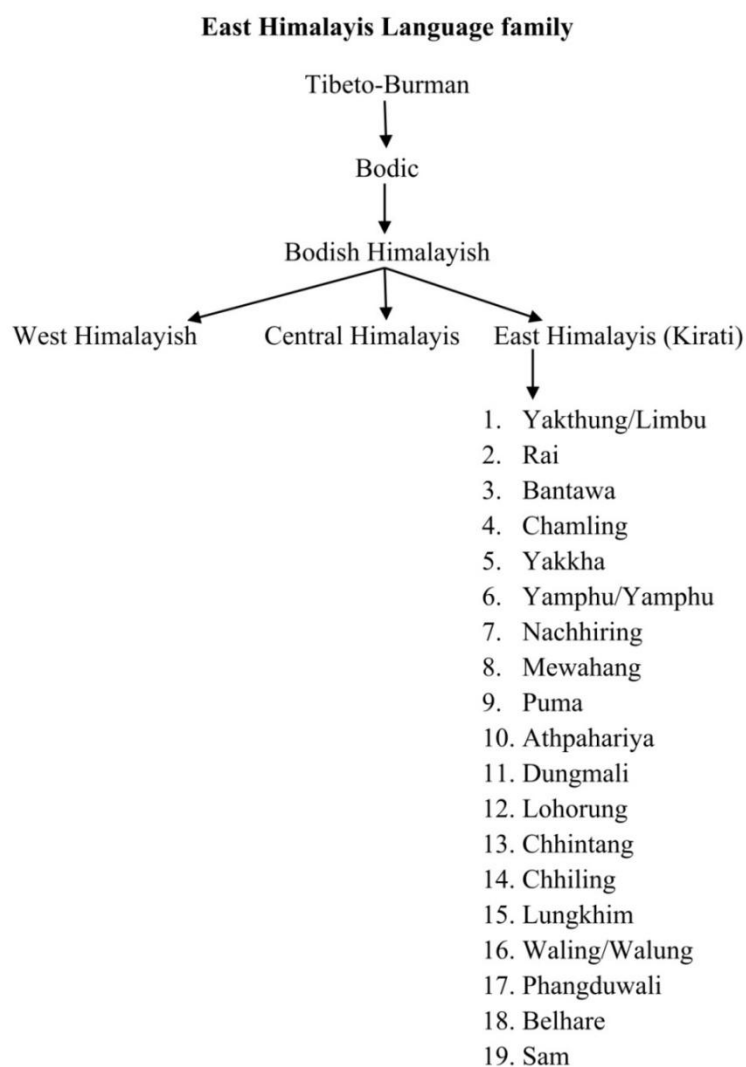 East Himalayis Language family
Tibeto-Burman
Bodic
Bodish Himalayish
West Himalayish Central Himalayis East Himalayis (Kirati)
1. Yakthung/Limbu
2. Rai
3. Bantawa
4. Chamling
5. Yakkha
6. Yamphu/Yamphu
7. Nachhiring
8. Mewahang
9. Puma
10. Athpahariya
11. Dungmali
12. Lohorung
13. Chhintang
14. Chhiling
15. Lungkhim
16. Waling/Walung
17. Phangduwali
18. Belhare
19. Sam